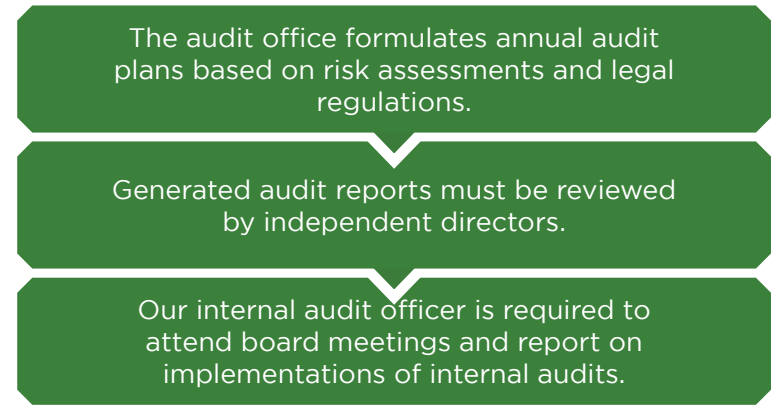 The audit office formulates annual audit
plans based on risk assessments and legal
regulations.
Generated audit reports must be reviewed
by independent directors.
Our internal audit officer is required to
attend board meetings and report on
implementations of internal audits.